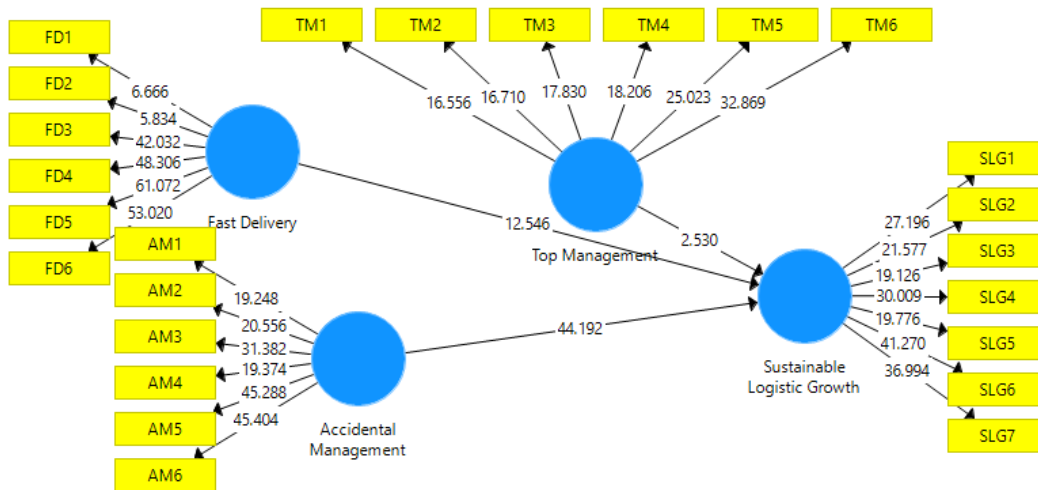 FD1
FD2
FD3
FD4
FD5
FD6
6.666
5.834
42.032
48.306
61.072
53.020
Fast Delivery
TM1
TM2
TM3
TM4
TM5
TM6
16.556
16.710
17.830
18.206
25.023
32.869
Top Management
12.546
2.530
44.192
AM1
AM2
AM3
AM4
AM5
AM6
19.248
20.556
31.382
19.374
45.288
45.404
Accidental
Management
SLG1
SLG2
SLG3
SLG4
SLG5
SLG6
SLG7
27.196
21.577
19.126
30.009
19.776
41.270
36.994
Sustainable
Logistic Growth